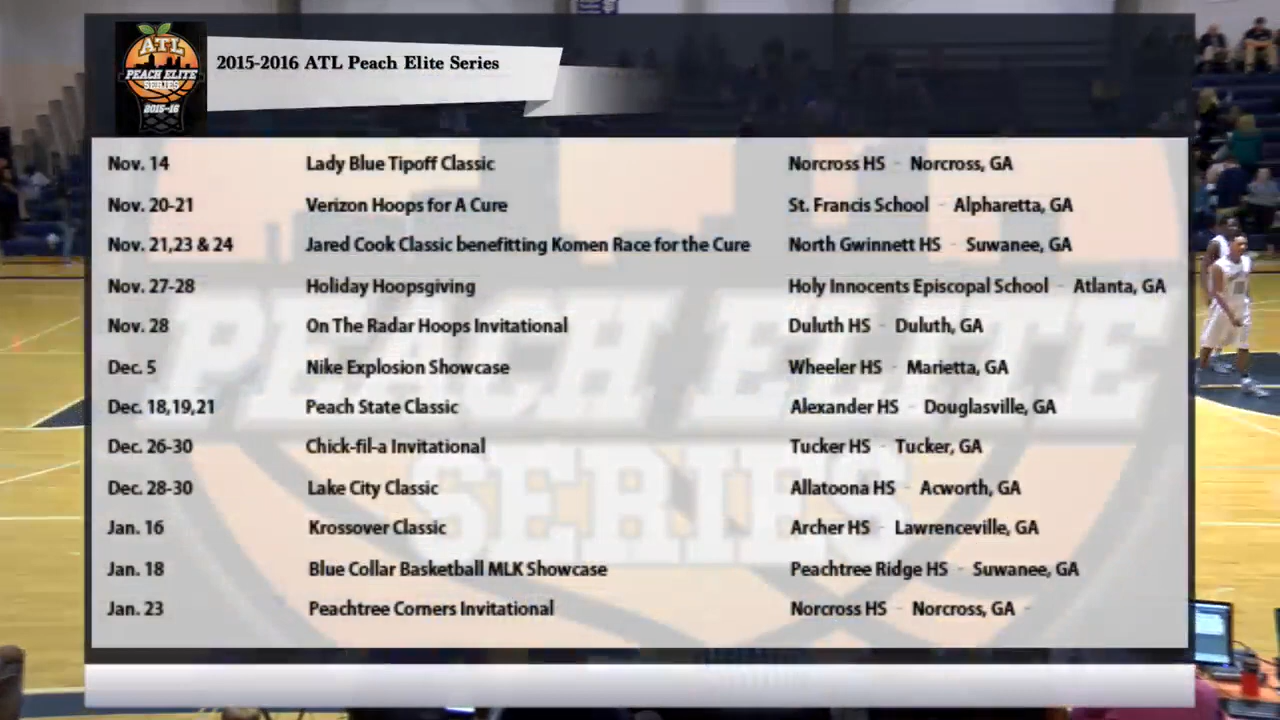 ATL
PEACH ELITE
SERIES
2015-16
2015-2016 ATL Peach Elite Series
Nov. 14 Lady Blue Tipoff Classic Norcross HS - Norcross, GA
Nov. 20-21 Verizon Hoops for A Cure St. Francis School - Alpharetta, GA
Nov. 21,23 & 24 Jared Cook Classic benefitting Komen Race for the Cure North Gwinnett HS - Suwanee, GA
Nov. 27-28 Holiday Hoopsgiving Holy Innocents Episcopal School - Atlanta, GA
Nov. 28 On The Radar Hoops Invitational Duluth HS - Duluth, GA
Dec. 5 Nike Explosion Showcase Wheeler HS - Marietta, GA
Dec. 18,19,21 Peach State Classic Alexander HS - Douglasville, GA
Dec. 26-30 Chick-fil-a Invitational Tucker HS - Tucker, GA
Dec. 28-30 Lake City Classic Allatoona HS - Acworth, GA
Jan. 16 Krossover Classic Archer HS - Lawrenceville, GA
Jan. 18 Blue Collar Basketball MLK Showcase Peachtree Ridge HS - Suwanee, GA
Jan. 23 Peachtree Corners Invitational Norcross HS - Norcross, GA -
PEACH ELITE
SERIES